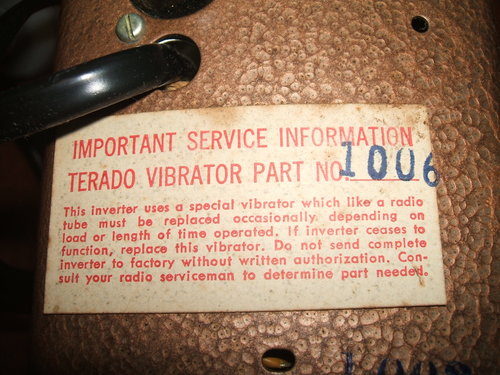 IMPORTANT SERVICE INFORMATION
TERADO VIBRATOR PART NO. 1006
This inverter uses a special vibrator which like a radio
tube must be replaced occasionally depending on
load or length of time operated. If inverter ceases to
function, replace this vibrator. Do not send complete
inverter to factory without written authorization. Con-
sult your radio serviceman to determine part needed.